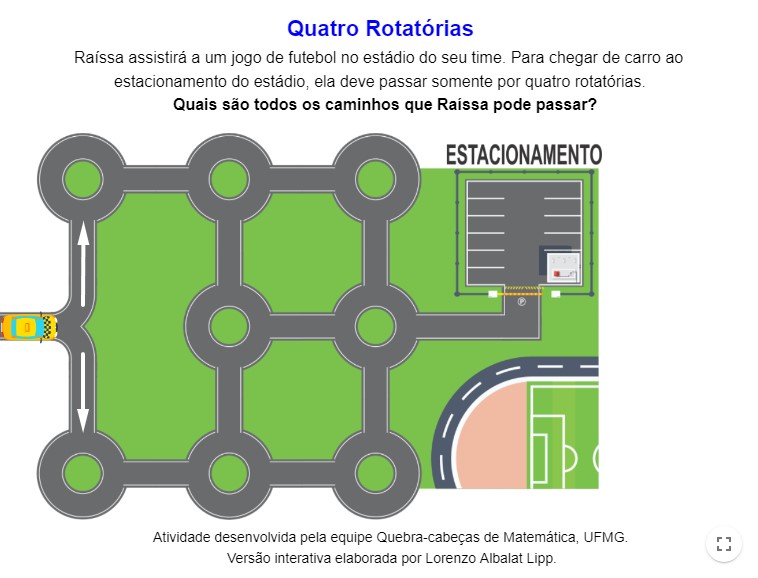 Quatro Rotatórias
Raíssa assistirá a um jogo de futebol no estádio do seu time. Para chegar de carro ao
estacionamento do estádio, ela deve passar somente por quatro rotatórias.
Quais são todos os caminhos que Raíssa pode passar?
ESTACIONAMENTO
P
Atividade desenvolvida pela equipe Quebra-cabeças de Matemática, UFMG.
Versão interativa elaborada por Lorenzo Albalat Lipp.